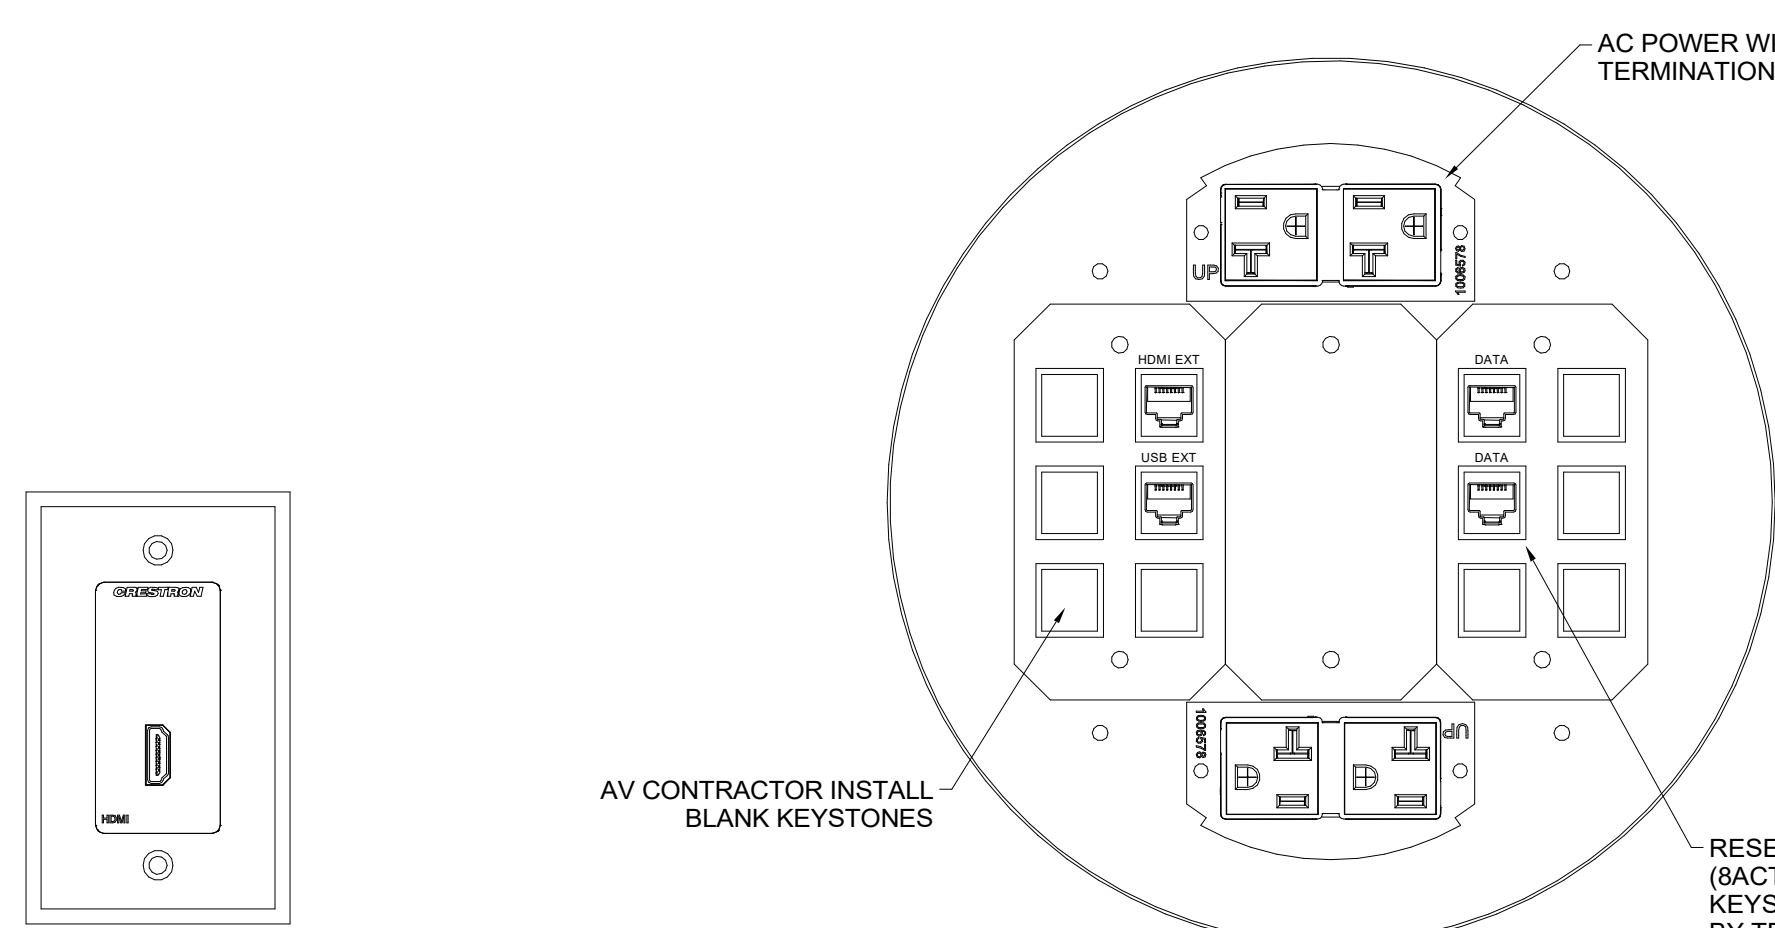 AC POWER WI
TERMINATION
UP
1006578
HDMI EXT
DATA
USB EXT
DATA
CRESTRON
HDMI
1006578
UP
AV CONTRACTOR INSTALL
BLANK KEYSTONES
RESE
(8ACT
KEYS